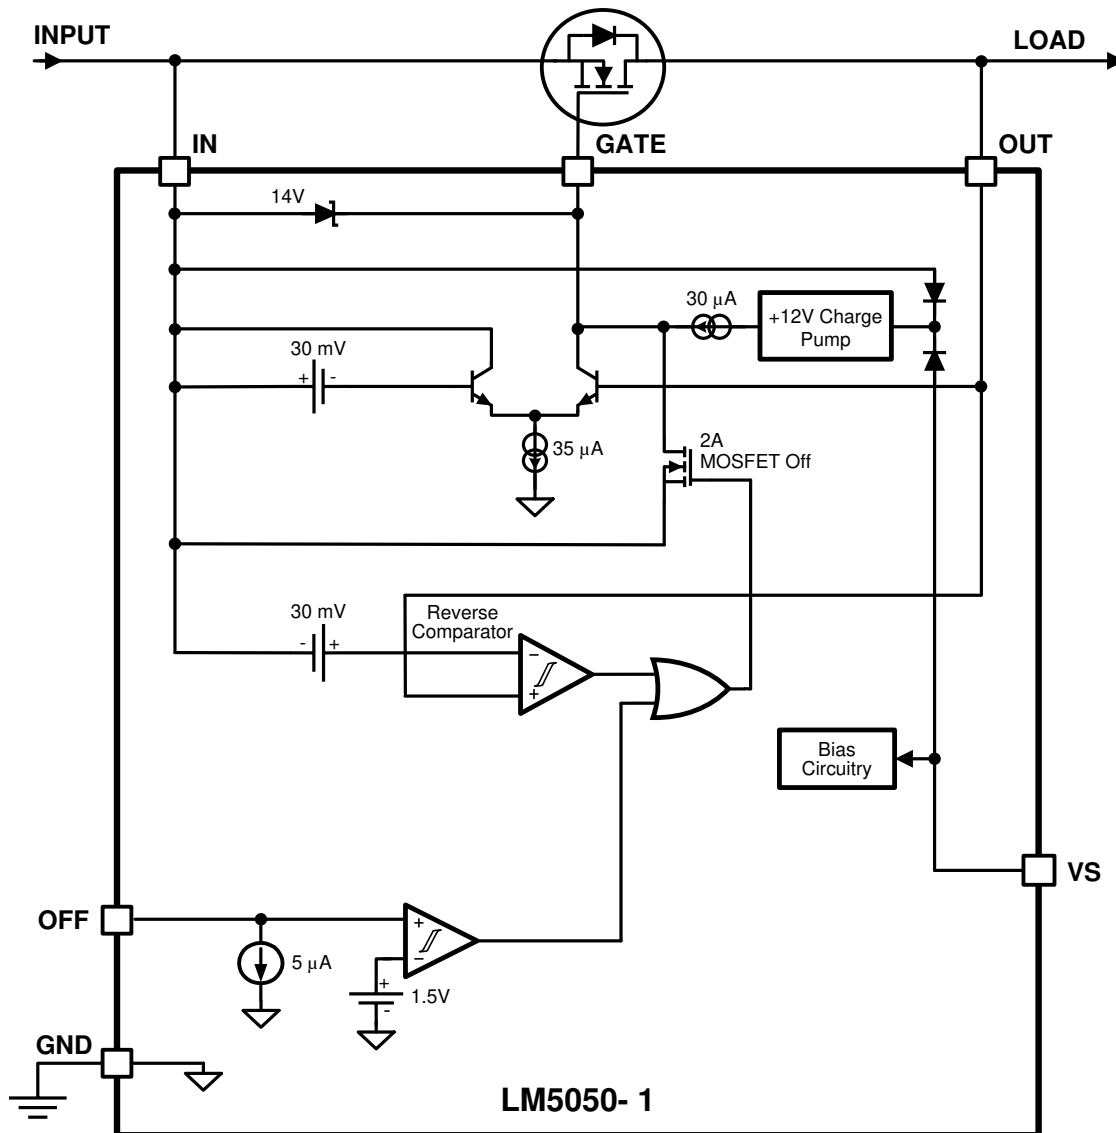 INPUT
LOAD
IN
GATE
OUT
14V
30 μA
+12V Charge
Pump
30 mV
+ -
35 μA
2A
MOSFET Off
30 mV
- +
Reverse
Comparator
−
+
Bias
Circuitry
VS
OFF
+
−
5 μA
+
1.5V
-
GND
LM5050- 1